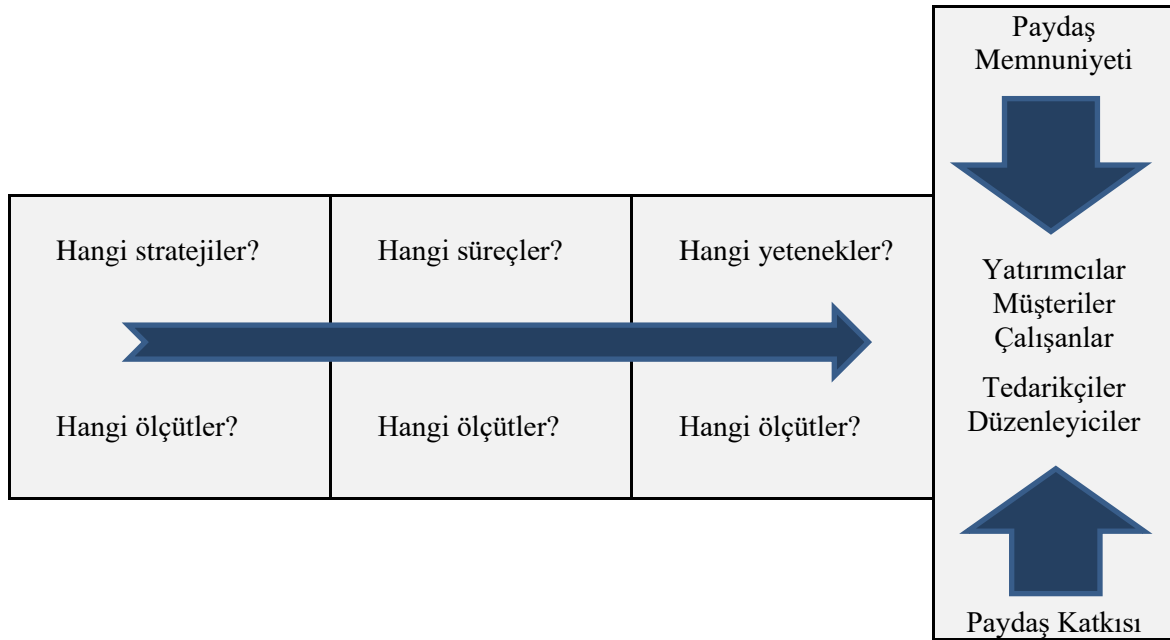 Paydaş
Memnuniyeti
Hangi stratejiler?
Hangi süreçler?
Hangi yetenekler?
Yatırımcılar
Müşteriler
Çalışanlar
Tedarikçiler
Düzenleyiciler
Hangi ölçütler?
Hangi ölçütler?
Hangi ölçütler?
Paydaş Katkısı